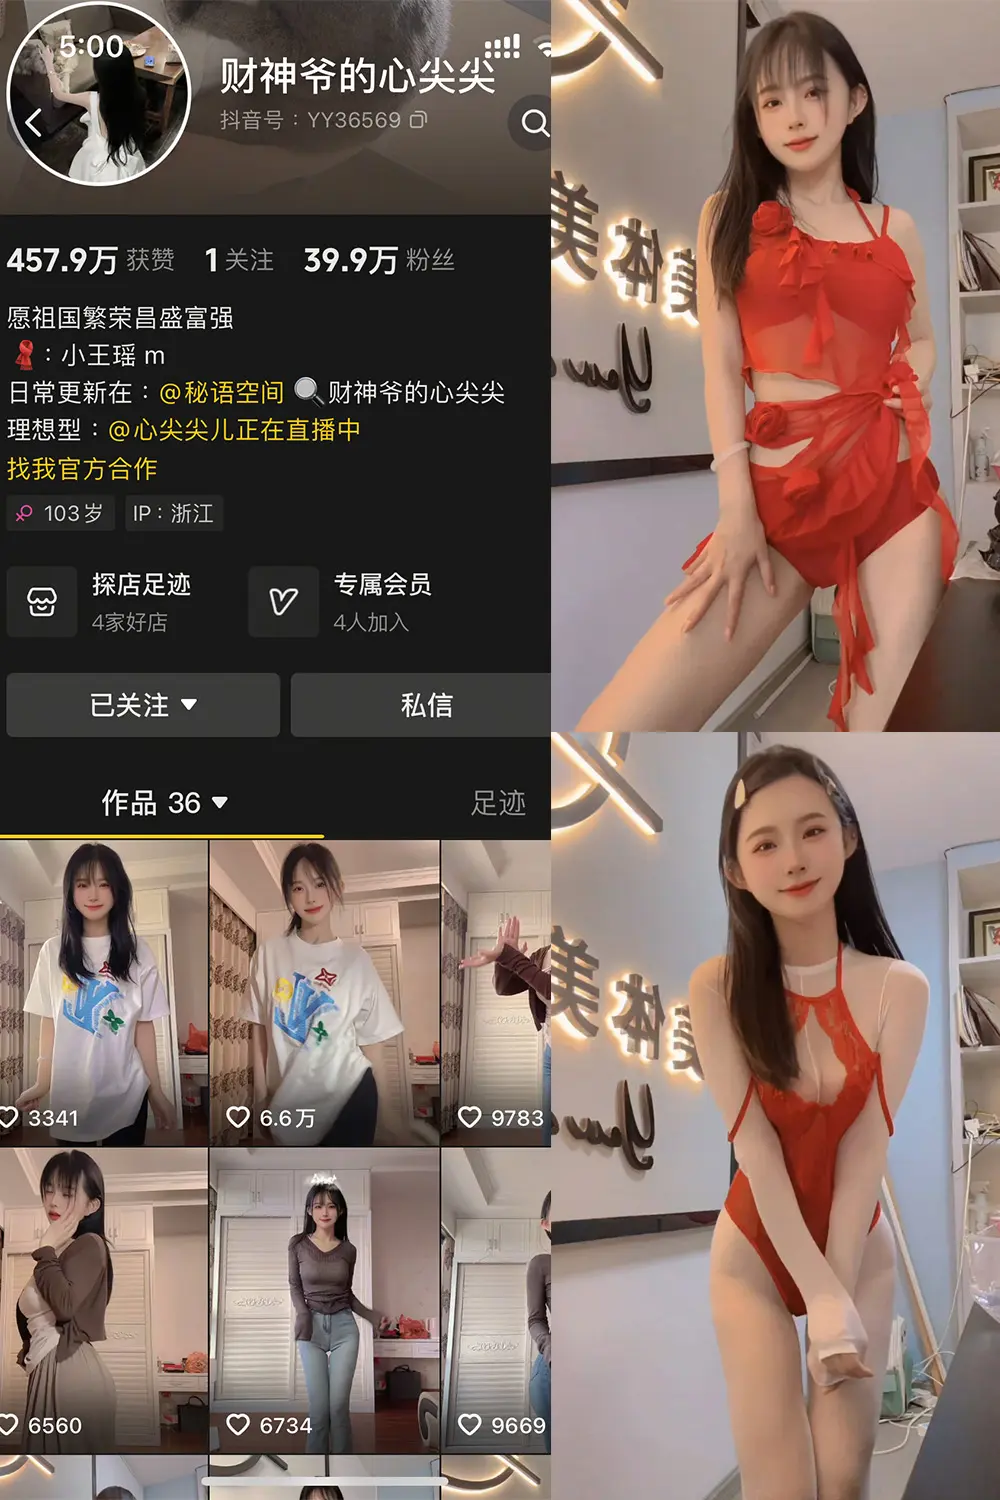 5:00
财神爷的心尖尖
抖音号：YY36569
457.9万 获赞 1 关注 39.9万 粉丝
愿祖国繁荣昌盛富强
：小王瑶 m
日常更新在：@秘语空间 财神爷的心尖尖
理想型：@心尖尖儿正在直播中
找我官方合作
103岁 IP：浙江
探店足迹
4家好店
专属会员
4人加入
已关注
私信
作品 36
足迹
3341
6.6万
9783
6560
6734
9669
美体美
美体美